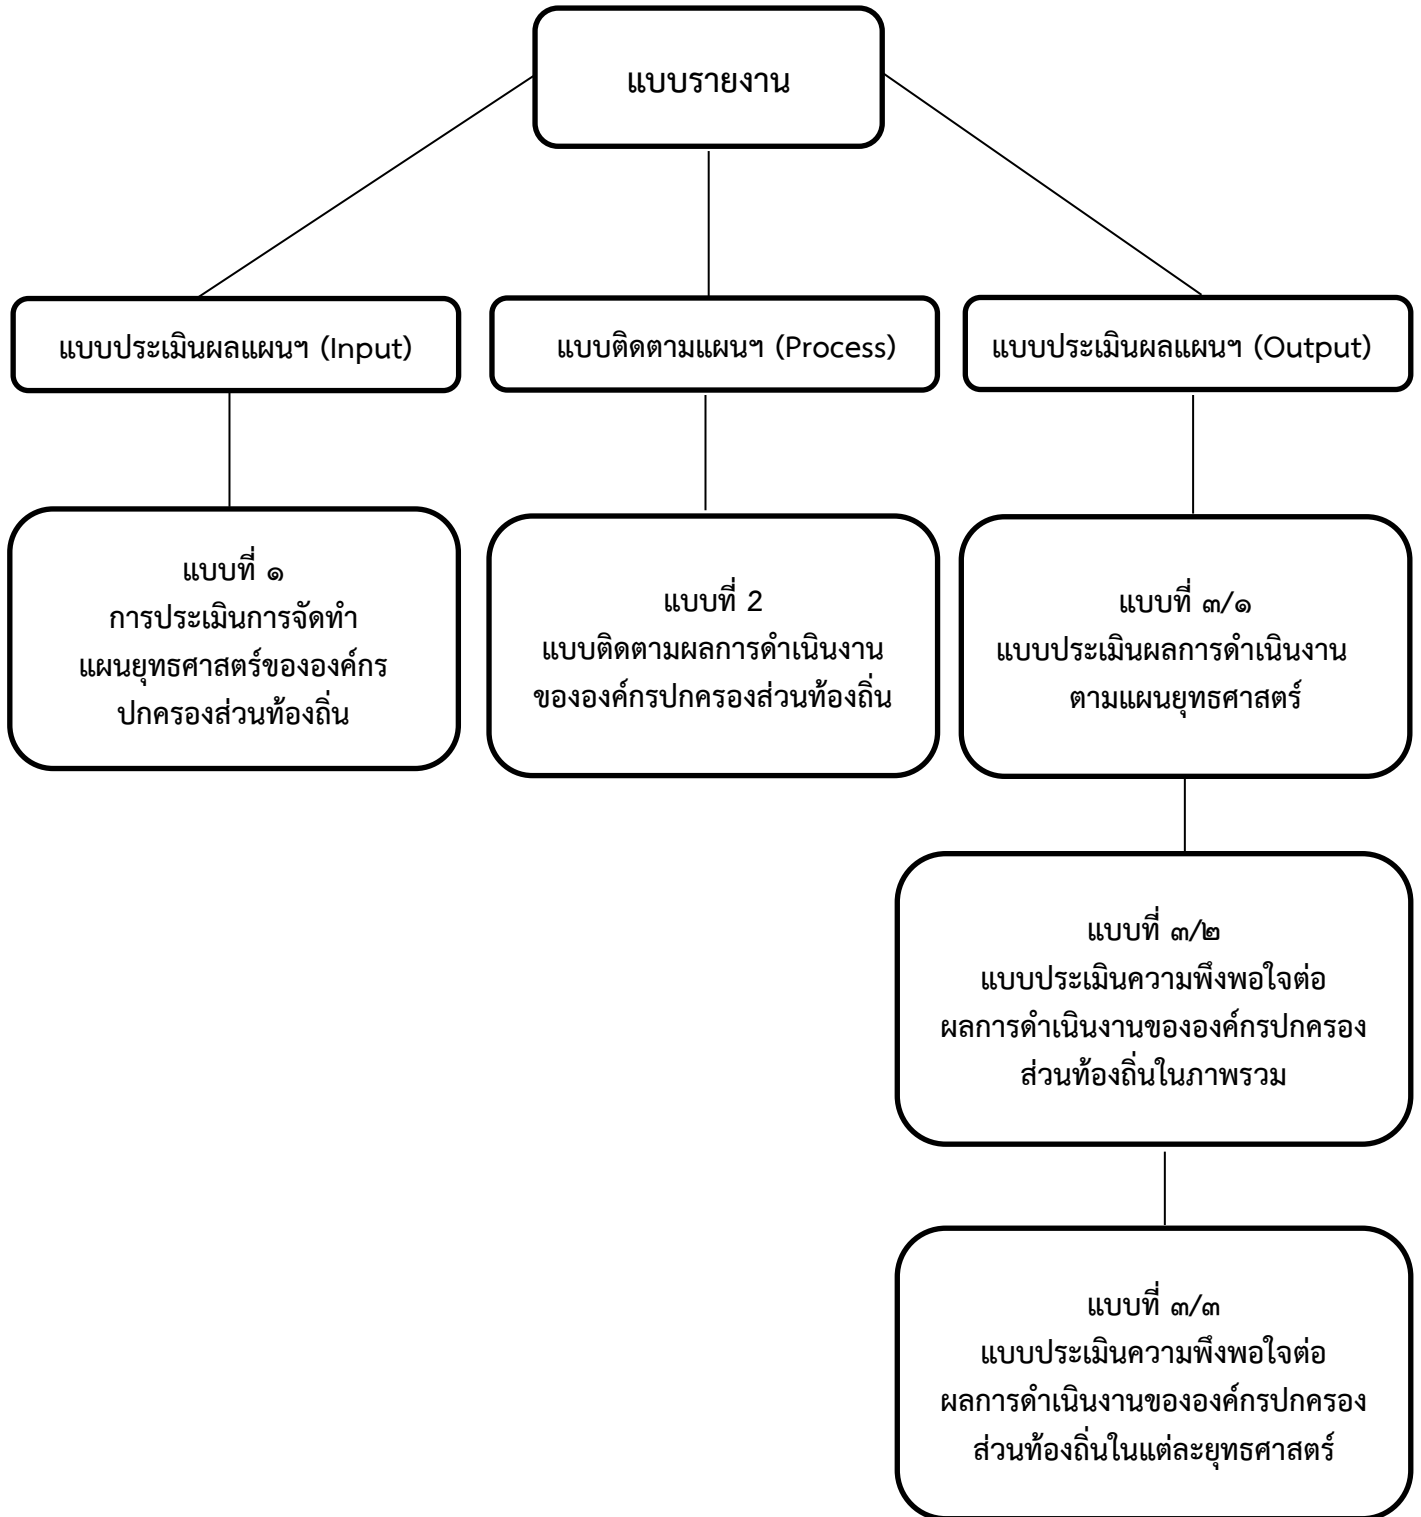 แบบรายงาน
แบบประเมินผลแผนฯ (Input)
แบบติดตามแผนฯ (Process)
แบบประเมินผลแผนฯ (Output)
แบบที่ ๑
การประเมินการจัดทำ
แผนยุทธศาสตร์ขององค์กร
ปกครองส่วนท้องถิ่น
แบบที่ 2
แบบติดตามผลการดำเนินงาน
ขององค์กรปกครองส่วนท้องถิ่น
แบบที่ ๓/๑
แบบประเมินผลการดำเนินงาน
ตามแผนยุทธศาสตร์
แบบที่ ๓/๒
แบบประเมินความพึงพอใจต่อ
ผลการดำเนินงานขององค์กรปกครอง
ส่วนท้องถิ่นในภาพรวม
แบบที่ ๓/๓
แบบประเมินความพึงพอใจต่อ
ผลการดำเนินงานขององค์กรปกครอง
ส่วนท้องถิ่นในแต่ละยุทธศาสตร์